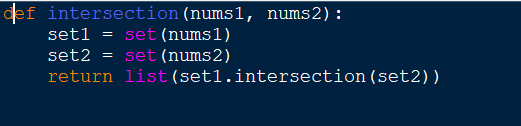 def intersection(nums1, nums2):
    set1 = set(nums1)
    set2 = set(nums2)
    return list(set1.intersection(set2))